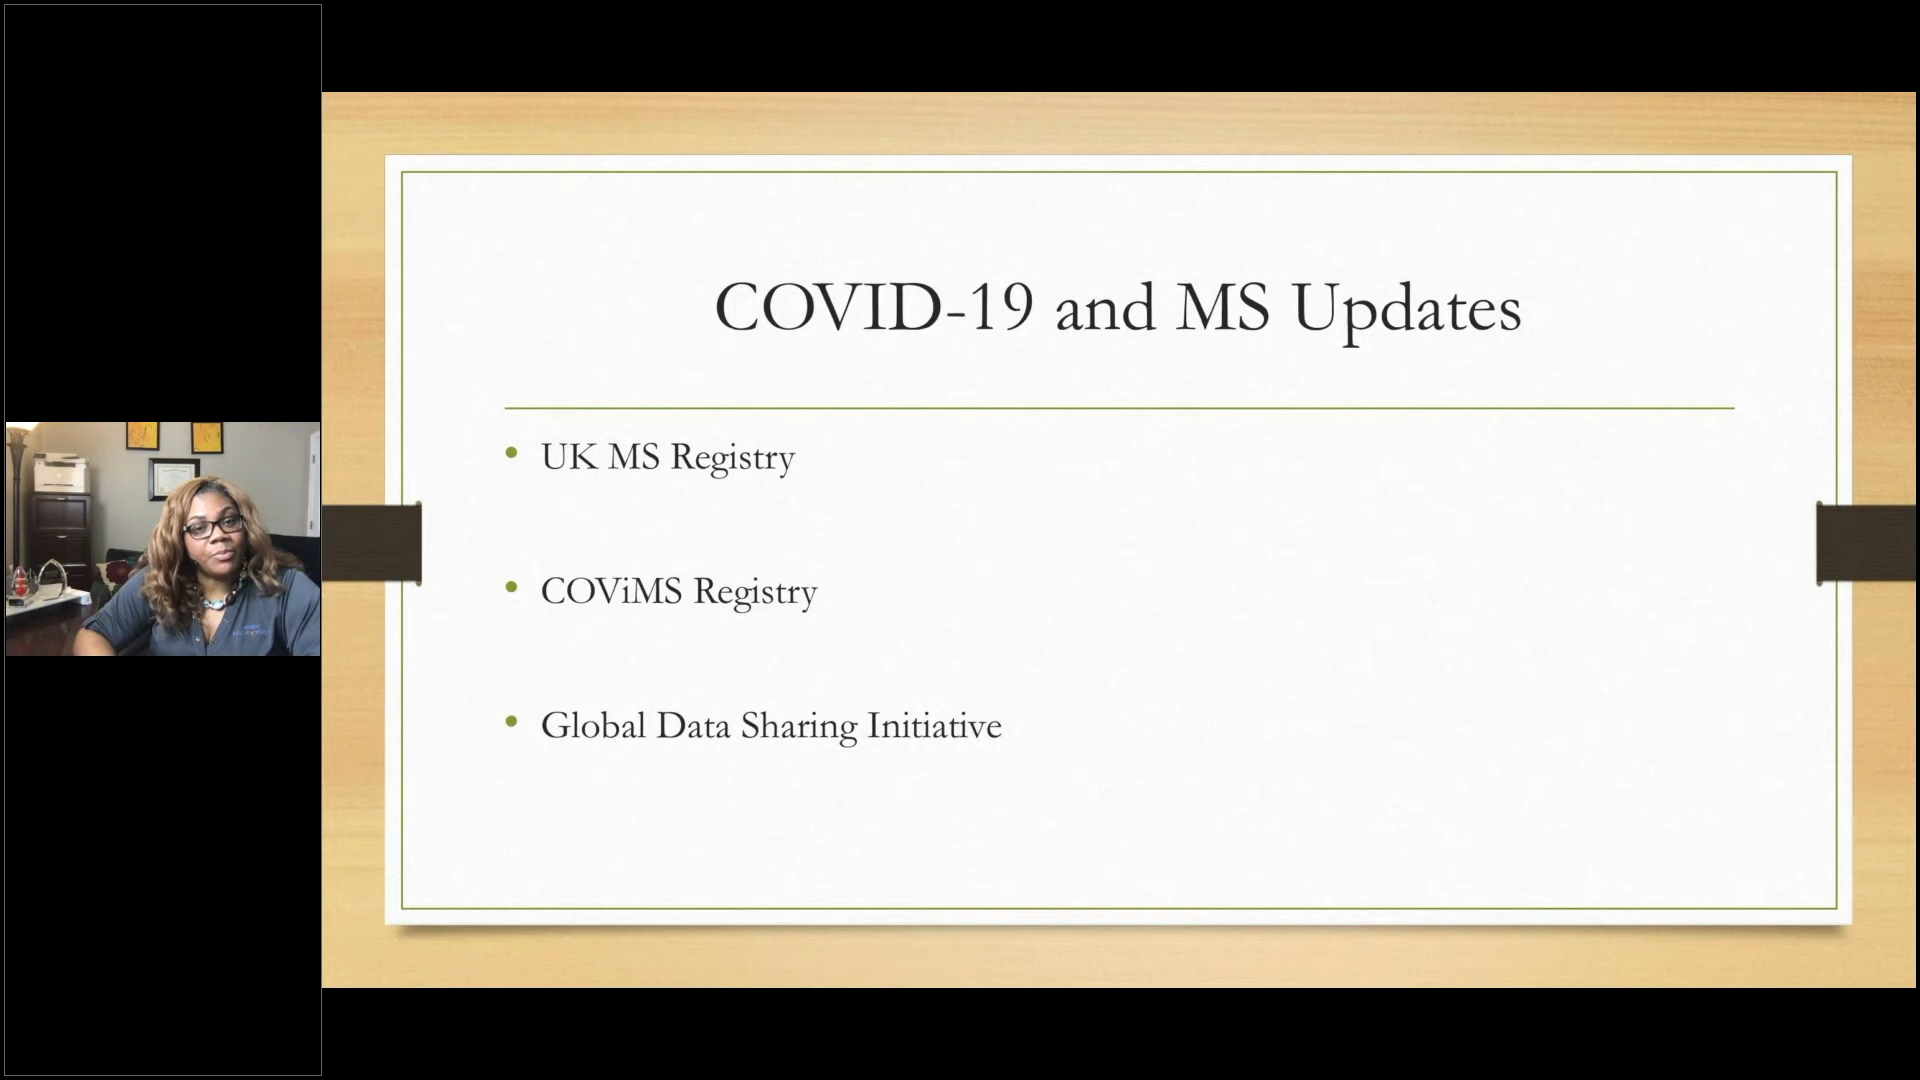 COVID-19 and MS Updates
• UK MS Registry
• COViMS Registry
• Global Data Sharing Initiative